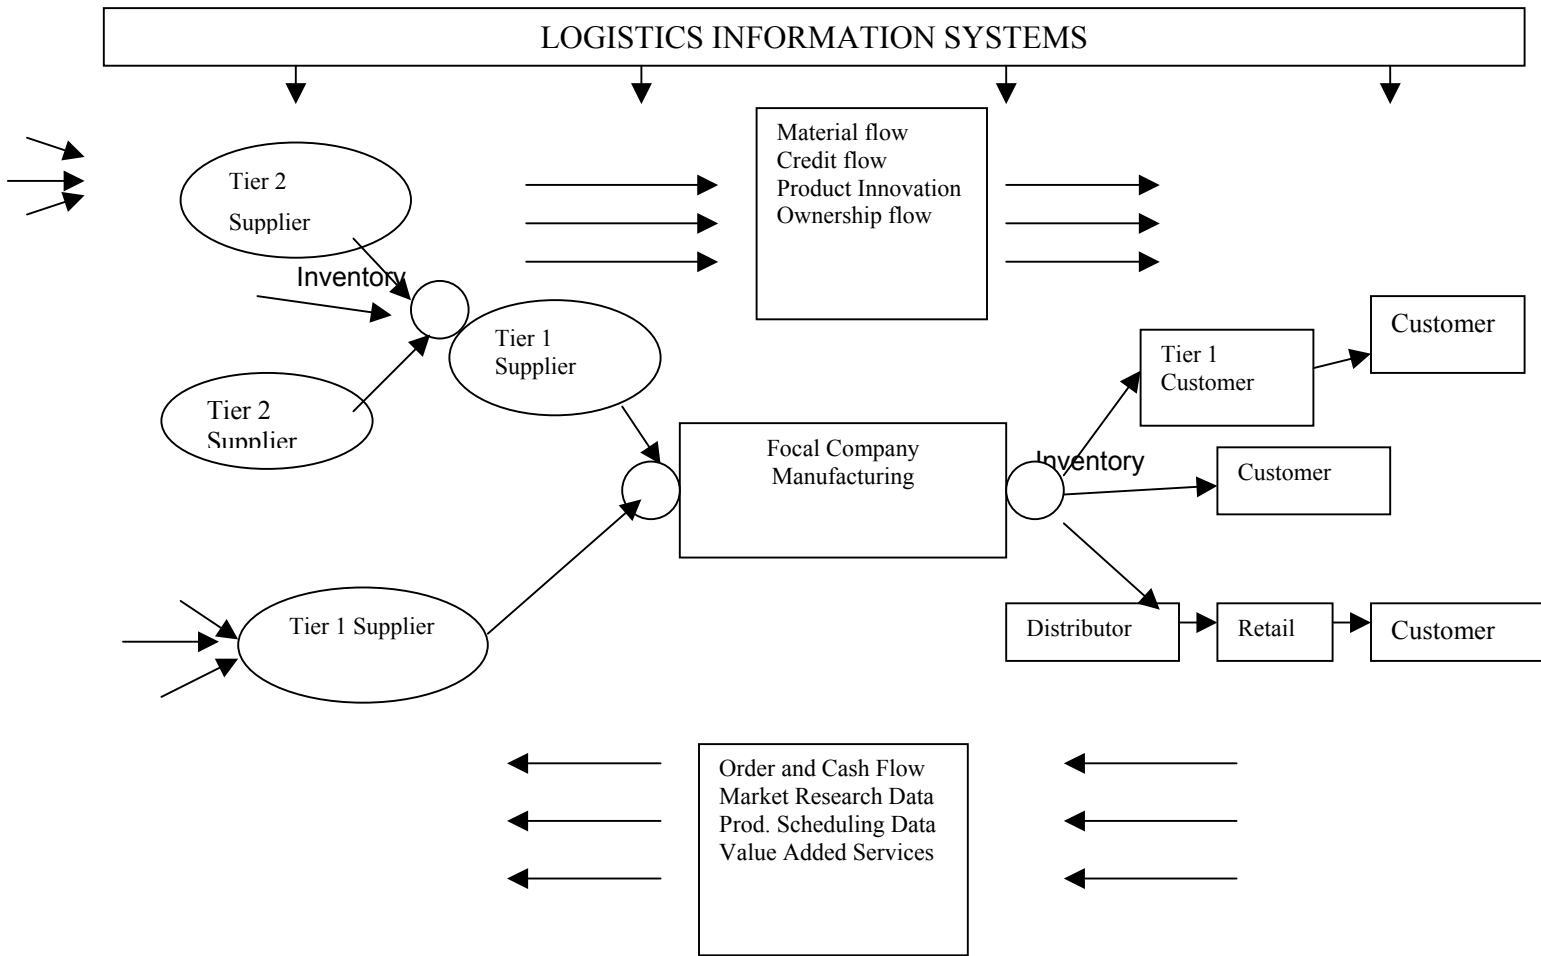 LOGISTICS INFORMATION SYSTEMS
Material flow
Credit flow
Product Innovation
Ownership flow
Tier 2
Supplier
Inventory
Tier 1
Supplier
Tier 2
Supplier
Customer
Tier 1
Customer
Focal Company
Manufacturing
Inventory
Customer
Tier 1 Supplier
Distributor
Retail
Customer
Order and Cash Flow
Market Research Data
Prod. Scheduling Data
Value Added Services